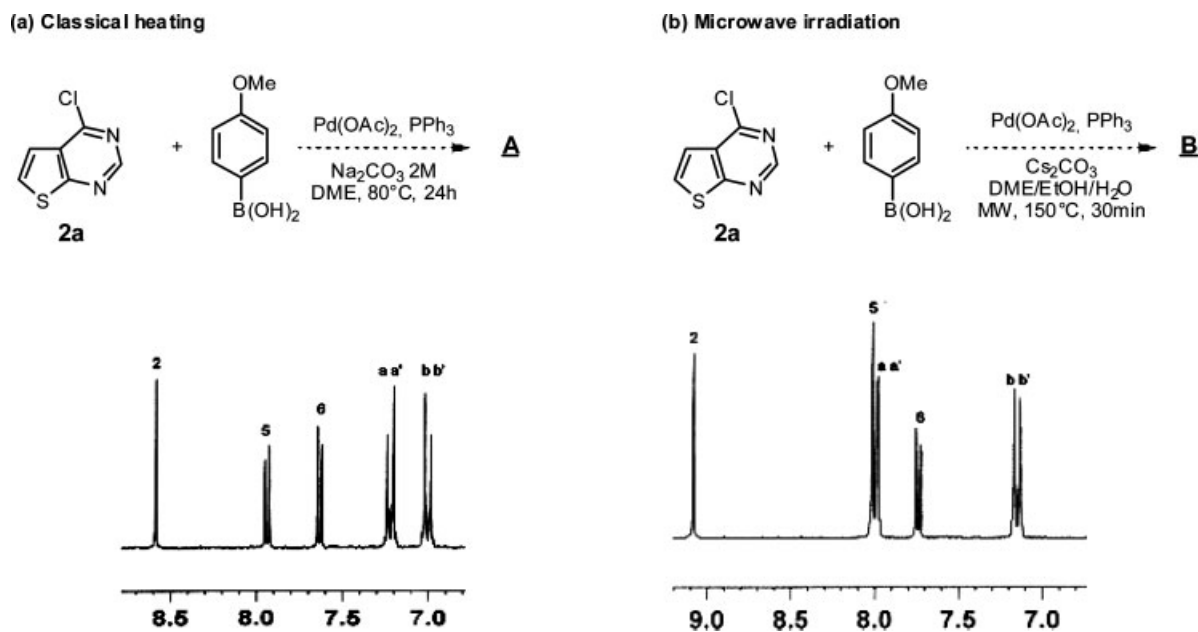 (a) Classical heating
(b) Microwave irradiation
Cl
N
N
S
2a
+
OMe
B(OH)2
Pd(OAc)2, PPh3
Na2CO3 2M
DME, 80°C, 24h
A
Cl
N
N
S
2a
+
OMe
B(OH)2
Pd(OAc)2, PPh3
Cs2CO3
DME/EtOH/H2O
MW, 150°C, 30min
B
2
5
6
a a'
b b'
8.5
8.0
7.5
7.0
2
5
a a'
6
b b'
9.0
8.5
8.0
7.5
7.0